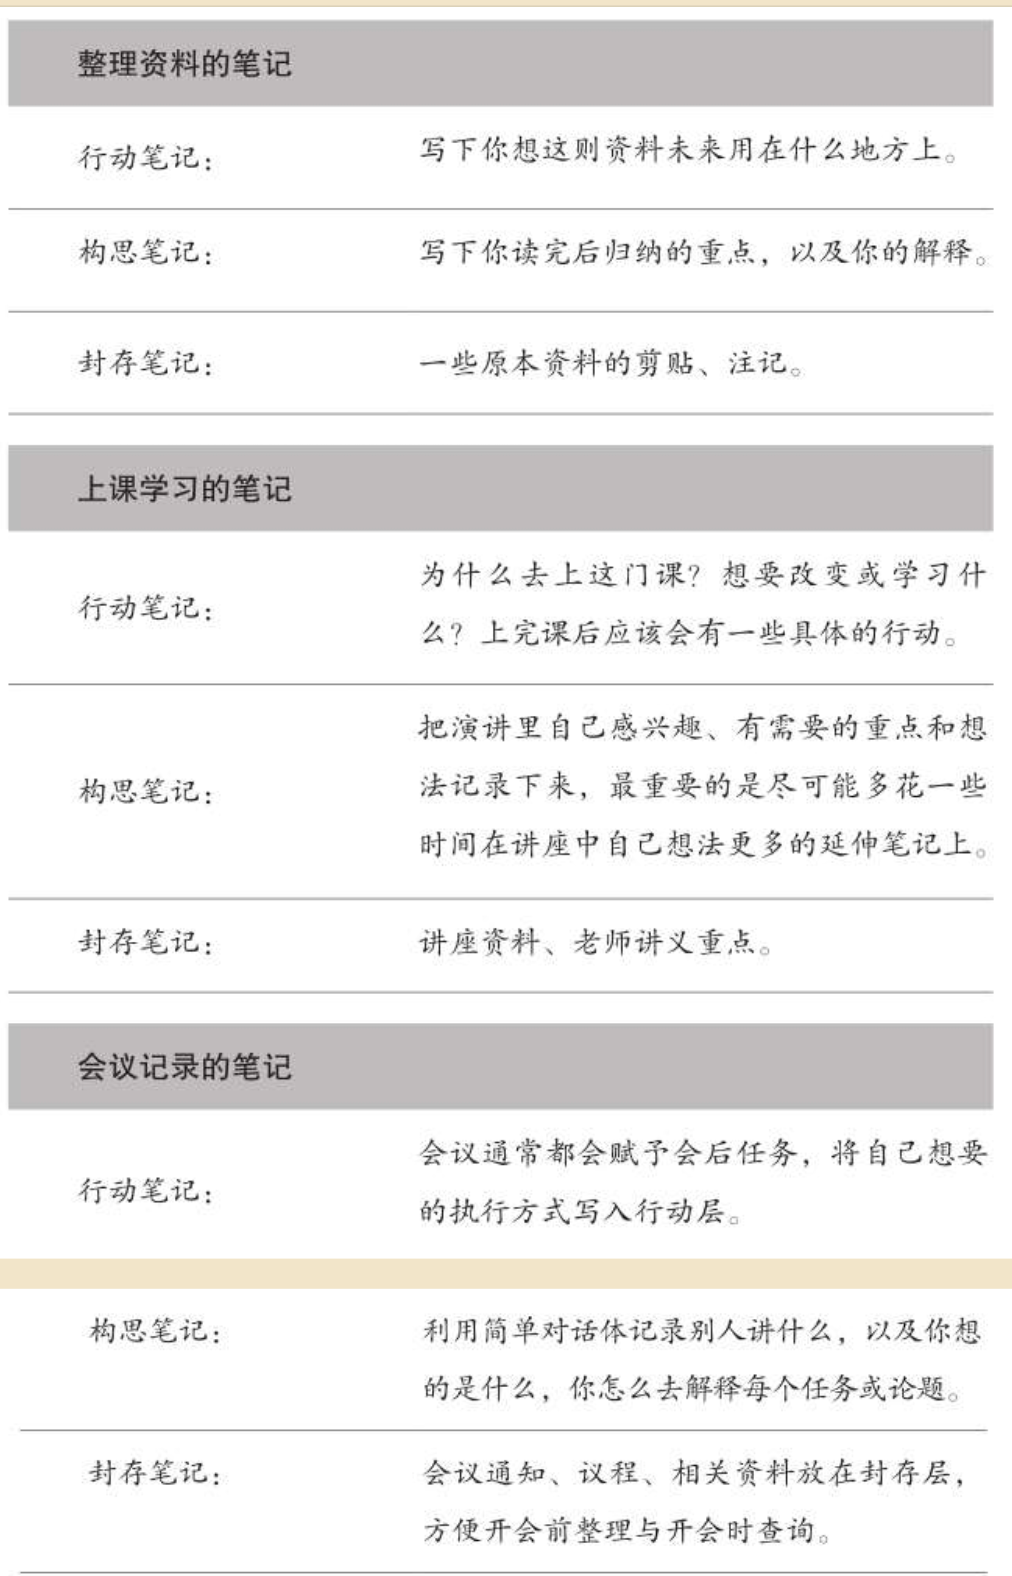 整理资料的笔记
行动笔记：
写下你想这则资料未来用在什么地方上。
构思笔记：
写下你读完后归纳的重点，以及你的解释。
封存笔记：
一些原本资料的剪贴、注记。
上课学习的笔记
行动笔记：
为什么去上这门课？想要改变或学习什
么？上完课后应该会有一些具体的行动。
构思笔记：
把演讲里自己感兴趣、有需要的重点和想
法记录下来，最重要的是尽可能多花一些
时间在讲座中自己想法更多的延伸笔记上。
封存笔记：
讲座资料、老师讲义重点。
会议记录的笔记
行动笔记：
会议通常都会赋予会后任务，将自己想要
的执行方式写入行动层。
构思笔记：
利用简单对话体记录别人讲什么，以及你想
的是什么，你怎么去解释每个任务或论题。
封存笔记：
会议通知、议程、相关资料放在封存层，
方便开会前整理与开会时查询。